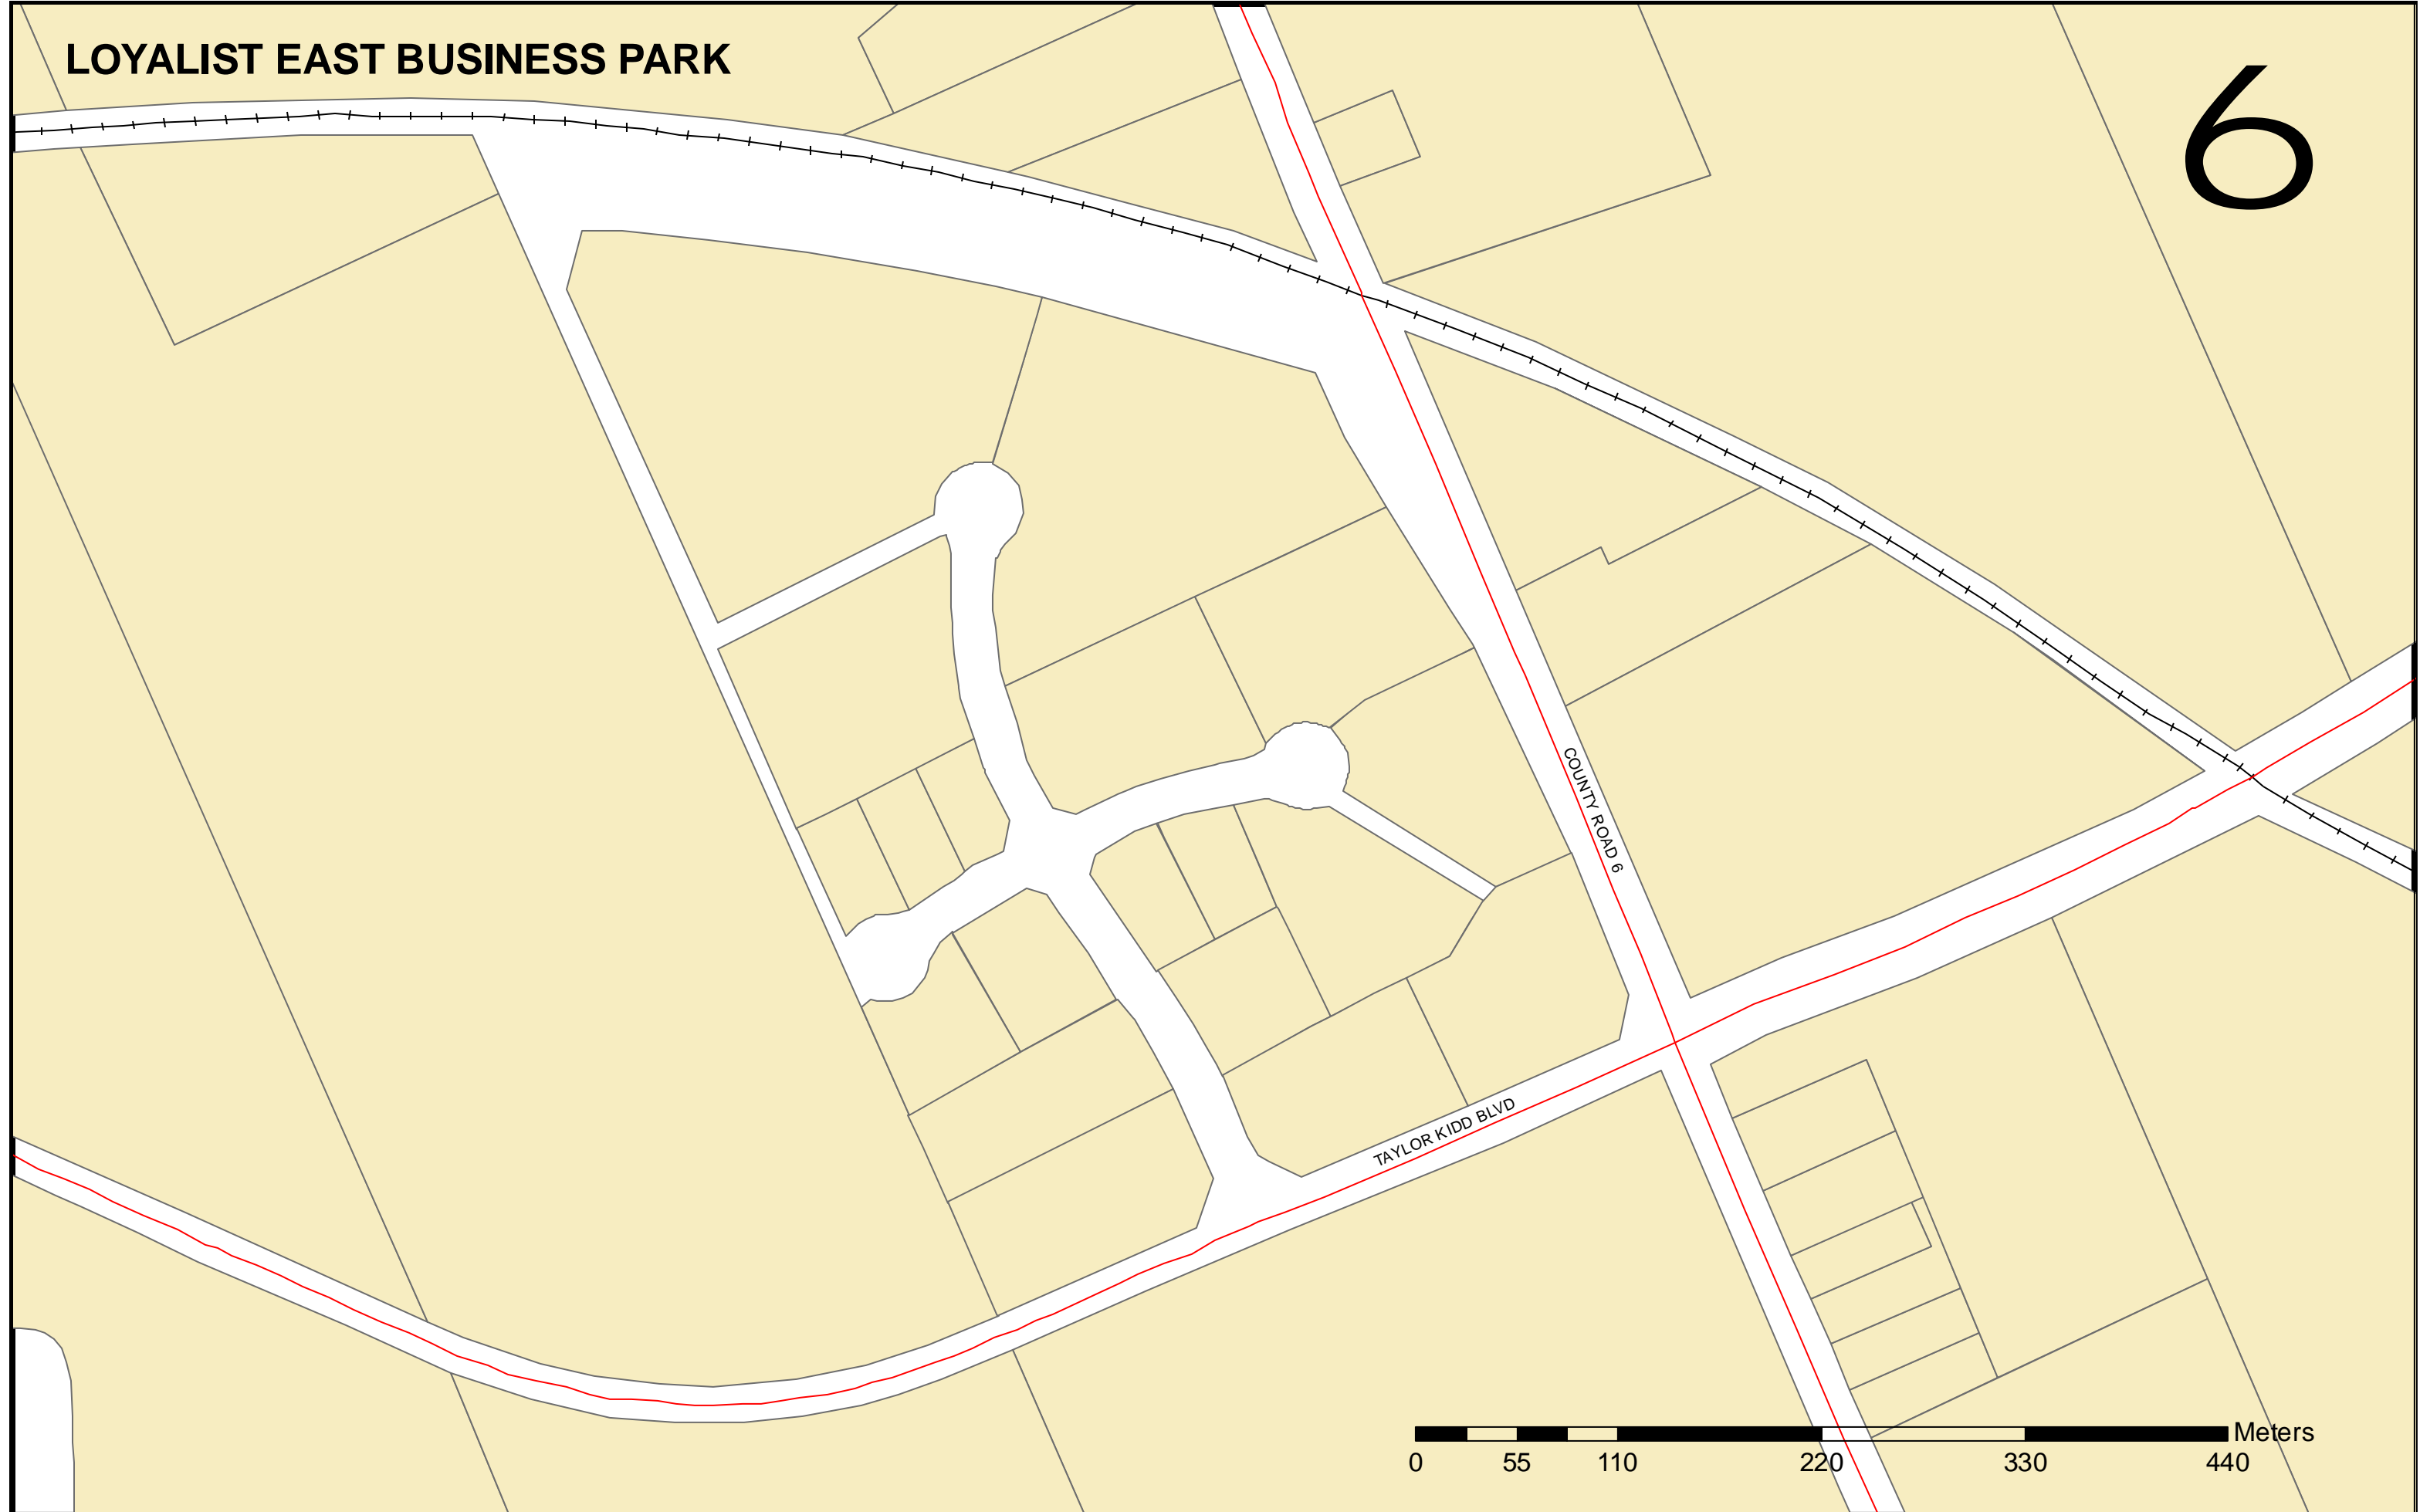 LOYALIST EAST BUSINESS PARK
6
COUNTY ROAD 6
TAYLOR KIDD BLVD
Meters
0 55 110 220 330 440